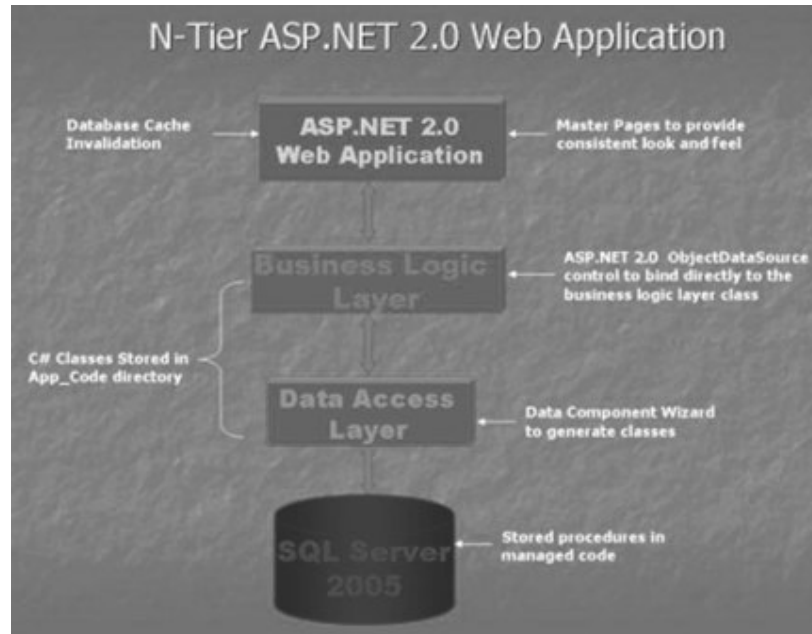 N-Tier ASP.NET 2.0 Web Application
Database Cache
Invalidation
ASP.NET 2.0
Web Application
Master Pages to provide
consistent look and feel
Business Logic
Layer
ASP.NET 2.0 ObjectDataSource
control to bind directly to the
business logic layer class
C# Classes Stored in
App_Code directory
Data Access
Layer
Data Component Wizard
to generate classes
SQL Server
2005
Stored procedures in
managed code